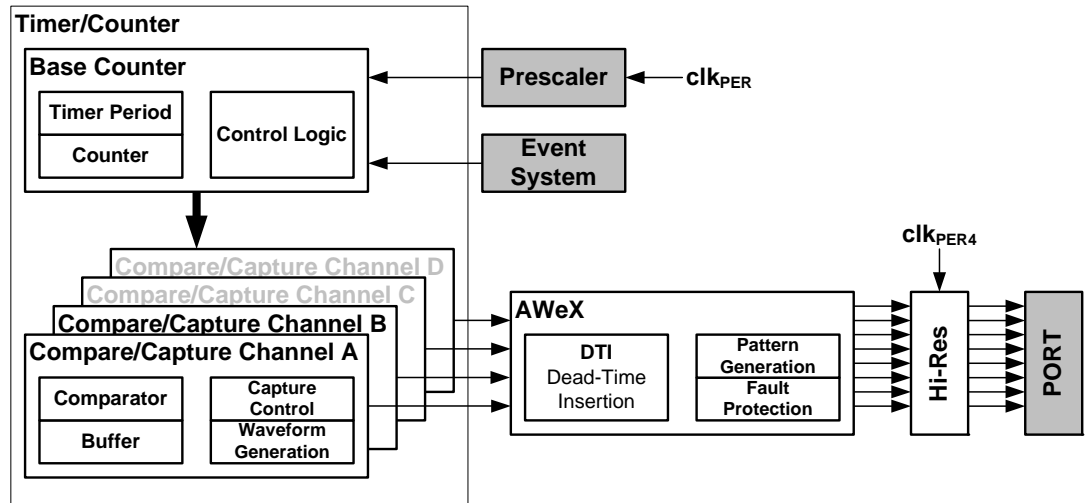 Timer/Counter
Base Counter
Timer Period
Counter
Control Logic
Prescaler
clkPER
Event
System
Compare/Capture Channel D
Compare/Capture Channel C
Compare/Capture Channel B
Compare/Capture Channel A
Comparator
Buffer
Capture
Control
Waveform
Generation
AWeX
DTI
Dead-Time
Insertion
Pattern
Generation
Fault
Protection
clkPER4
Hi-Res
PORT